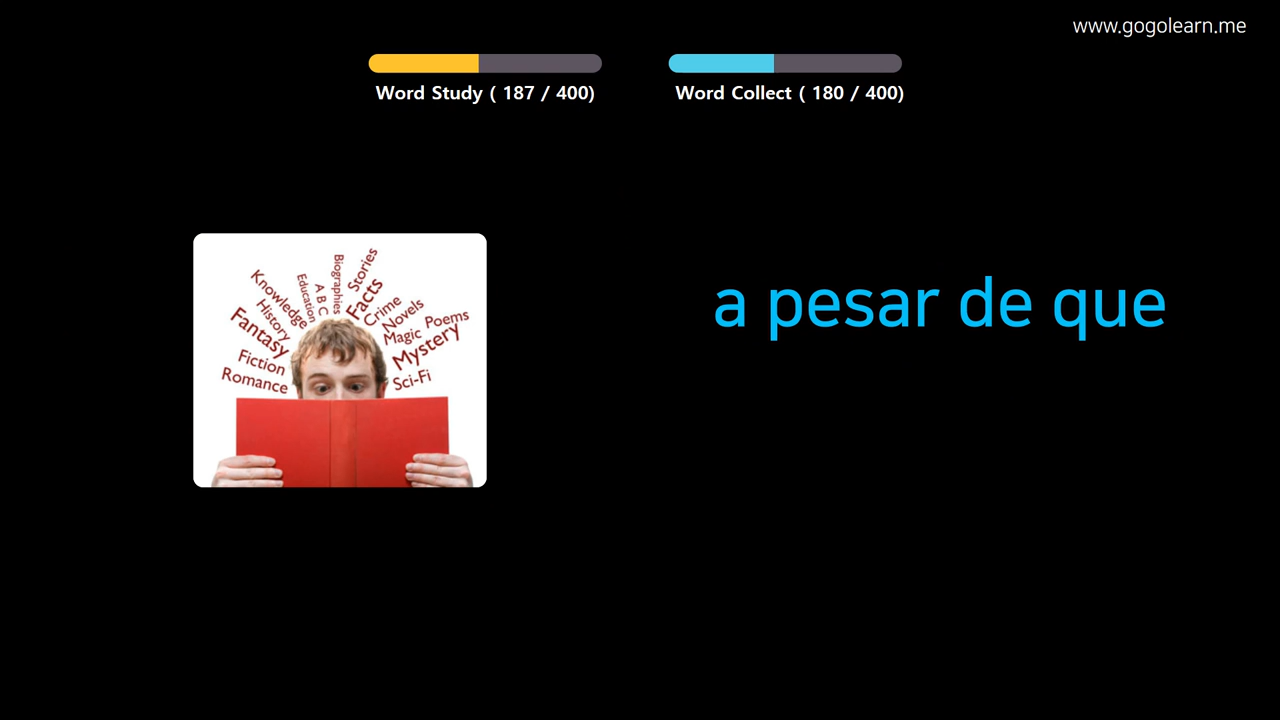 www.gogolearn.me
Word Study ( 187 / 400)
Word Collect ( 180 / 400)
a pesar de que
Knowledge
History
Fantasy
Fiction
Romance
Education
A B C
Biographies
Stories
Facts
Crime
Novels
Magic
Poems
Mystery
Sci-Fi